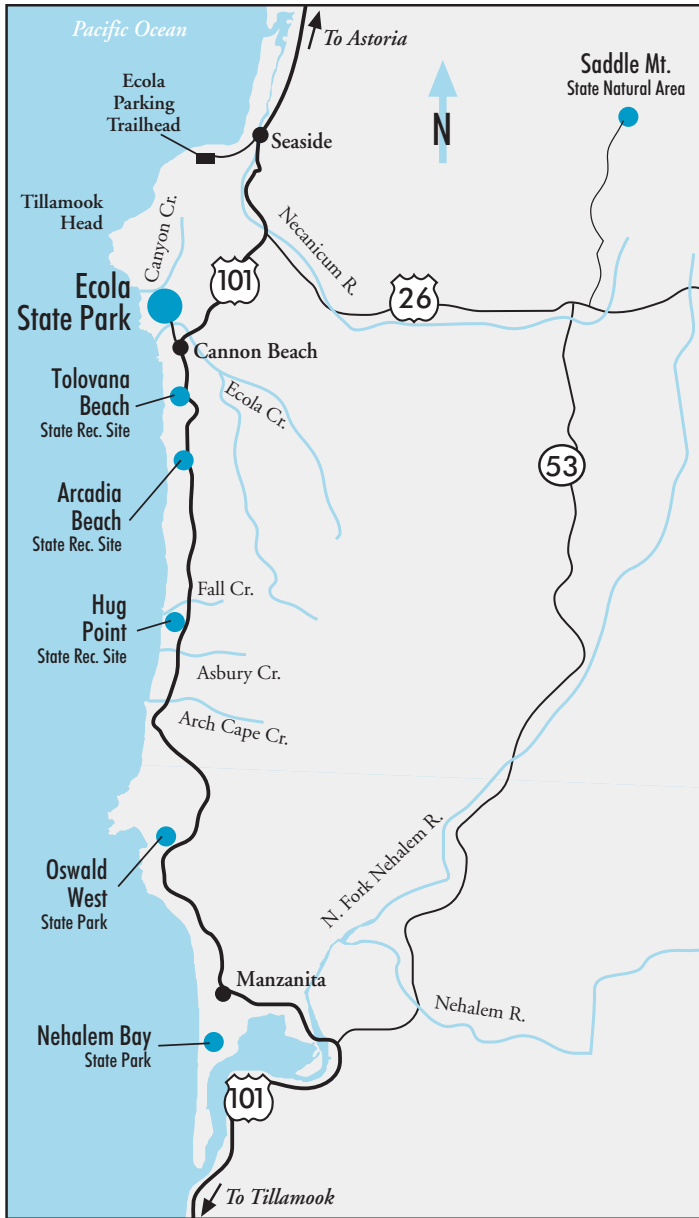 Pacific Ocean
To Astoria
Saddle Mt.
State Natural Area
Ecola
Parking
Trailhead
N
Seaside
Tillamook
Head
Canyon Cr.
Necanicum R.
101
26
Ecola
State Park
Cannon Beach
Tolovana
Beach
State Rec. Site
Ecola Cr.
53
Arcadia
Beach
State Rec. Site
Fall Cr.
Hug
Point
State Rec. Site
Asbury Cr.
Arch Cape Cr.
Oswald
West
State Park
N. Fork Nehalem R.
Manzanita
Nehalem R.
Nehalem Bay
State Park
101
To Tillamook